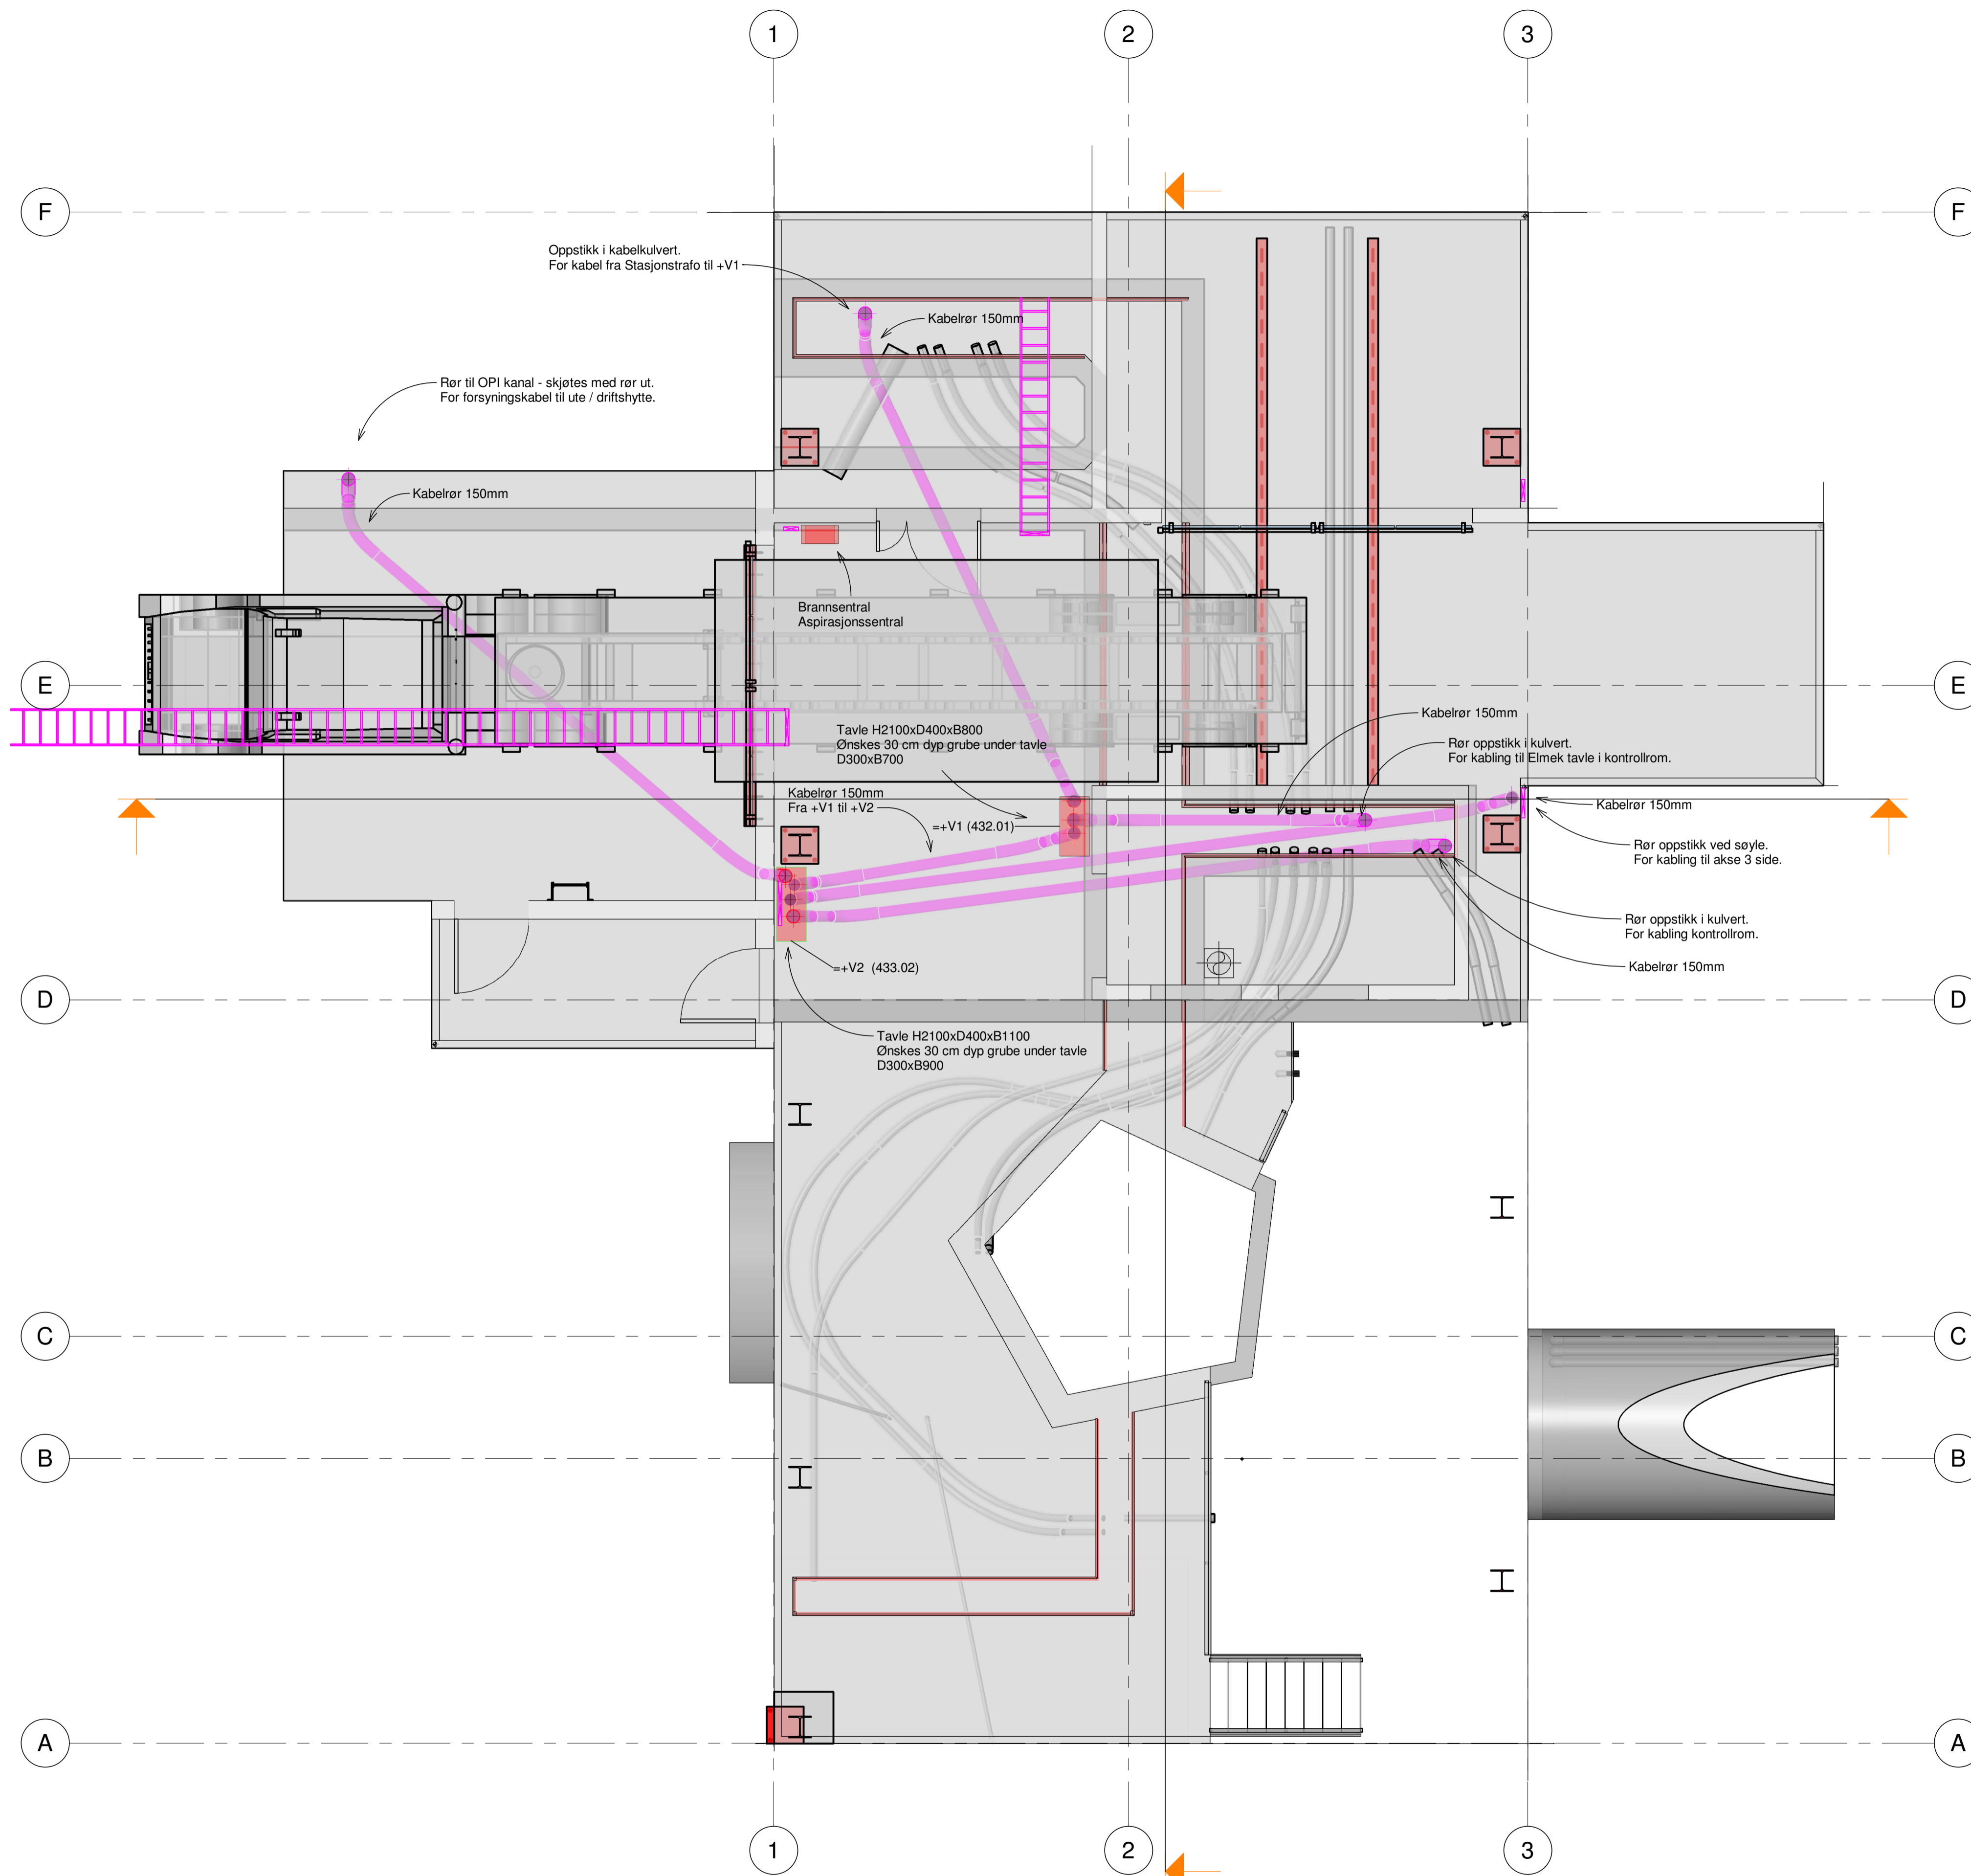 1
2
3
F
F
Oppstikk i kabelkulvert.
For kabel fra Stasjonstrafo til +V1
Kabelrør 150mm
Rør til OPI kanal - skjøtes med rør ut.
For forsyningskabel til ute / driftshytte.
Kabelrør 150mm
Brannsentral
Aspirasjonssentral
E
E
Tavle H2100xD400xB800
Ønskes 30 cm dyp grube under tavle
D300xB700
Kabelrør 150mm
Rør oppstikk i kulvert.
For kabling til Elmek tavle i kontrollrom.
Kabelrør 150mm
Fra +V1 til +V2
=+V1 (432.01)
Kabelrør 150mm
Rør oppstikk ved søyle.
For kabling til akse 3 side.
Rør oppstikk i kulvert.
For kabling kontrollrom.
=+V2 (433.02)
Kabelrør 150mm
D
D
Tavle H2100xD400xB1100
Ønskes 30 cm dyp grube under tavle
D300xB900
C
C
B
B
A
A
1
2
3